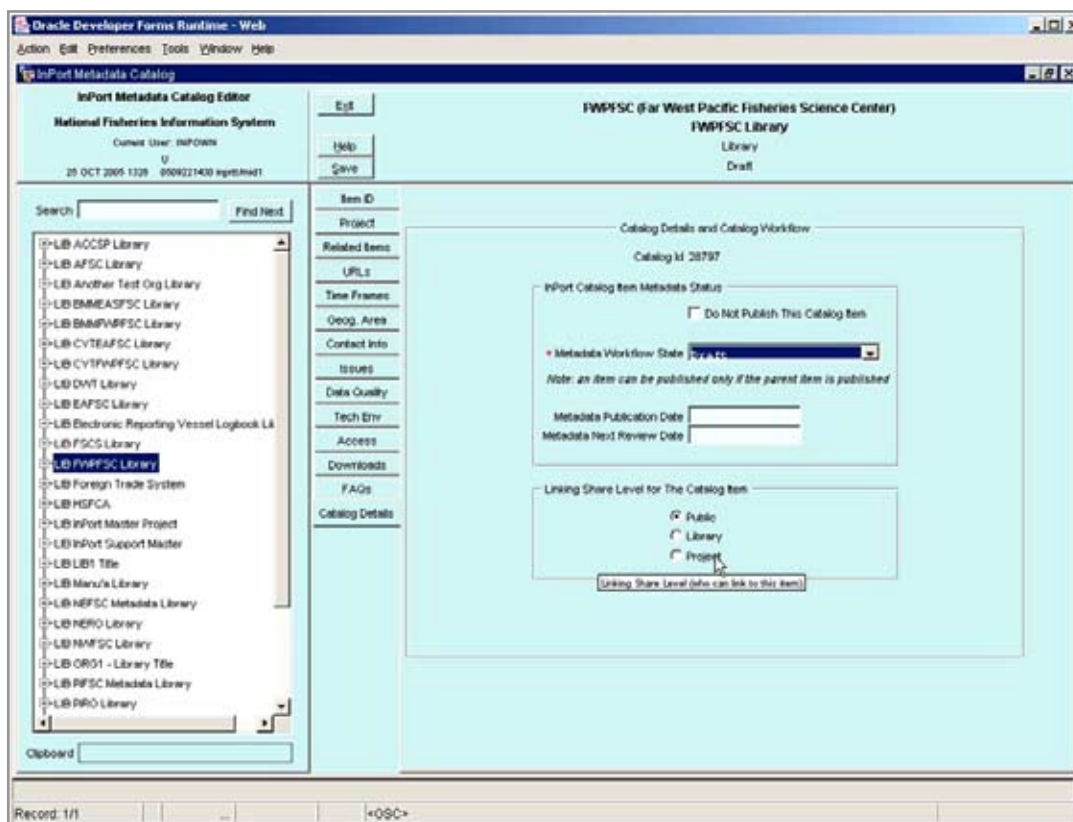 Oracle Developer Forms Runtime - Web
Action Edit Preferences Tools Window Help
InPort Metadata Catalog
InPort Metadata Catalog Editor
National Fisheries Information System
Current User: INPOWN
U
25 OCT 2005 1328
Exit
Help
Save
FWPFSC (Far West Pacific Fisheries Science Center)
FWPFSC Library
Library
Draft
Search
Find Next
LIB ACCSP Library
LIB AFSC Library
LIB Another Test Org Library
LIB BMMEASFSC Library
LIB BMMFWPFSC Library
LIB CVTEAFSC Library
LIB CVTFWPFSC Library
LIB DWT Library
LIB EAFSC Library
LIB Electronic Reporting Vessel Logbook Lib
LIB FSCS Library
LIB FWPFSC Library
LIB Foreign Trade System
LIB HSFCA
LIB InPort Master Project
LIB InPort Support Master
LIB LIB1 Title
LIB Manu'a Library
LIB NEFSC Metadata Library
LIB NERO Library
LIB NWFSC Library
LIB ORG1 - Library Title
LIB PIFSC Metadata Library
LIB PIRO Library
Clipboard
Item ID
Project
Related Items
URLs
Time Frames
Geog. Area
Contact Info
Issues
Data Quality
Tech Env
Access
Downloads
FAQs
Catalog Details
Catalog Details and Catalog Workflow
Catalog Id 28797
InPort Catalog Item Metadata Status
Do Not Publish This Catalog Item
* Metadata Workflow State Draft
Note: an item can be published only if the parent item is published
Metadata Publication Date
Metadata Next Review Date
Linking Share Level for The Catalog Item
Public
Library
Project
Linking Share Level (who can link to this item)
Record: 1/1 ... <OSC>